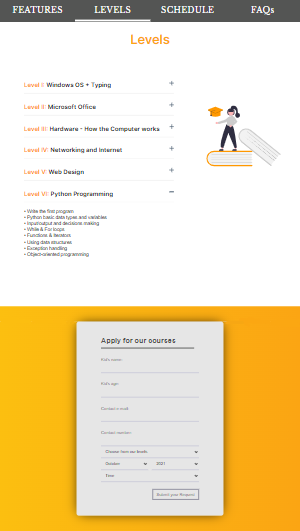 FEATURES LEVELS SCHEDULE FAQs
Levels
Level I: Windows OS + Typing +
Level II: Microsoft Office +
Level III: Hardware - How the Computer works +
Level IV: Networking and Internet +
Level V: Web Design +
Level VI: Python Programming −
• Write the first program
• Python basic data types and variables
• Input/output and decisions making
• While & For loops
• Functions & Iterators
• Using data structures
• Exception handling
• Object-oriented programming
Apply for our courses
Kid's name:
Kid's age:
Contact e-mail:
Contact number:
Choose from our levels
October 2021
Time
Submit your Request